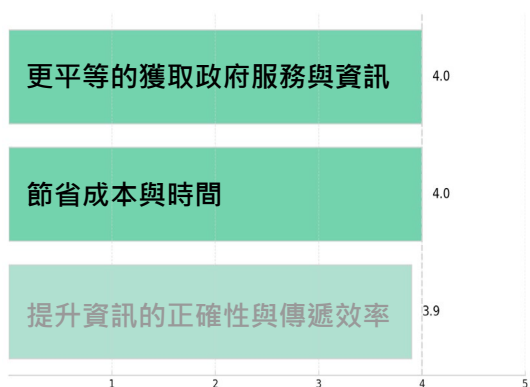 更平等的獲取政府服務與資訊
4.0
節省成本與時間
4.0
提升資訊的正確性與傳遞效率
3.9
1 2 3 4 5